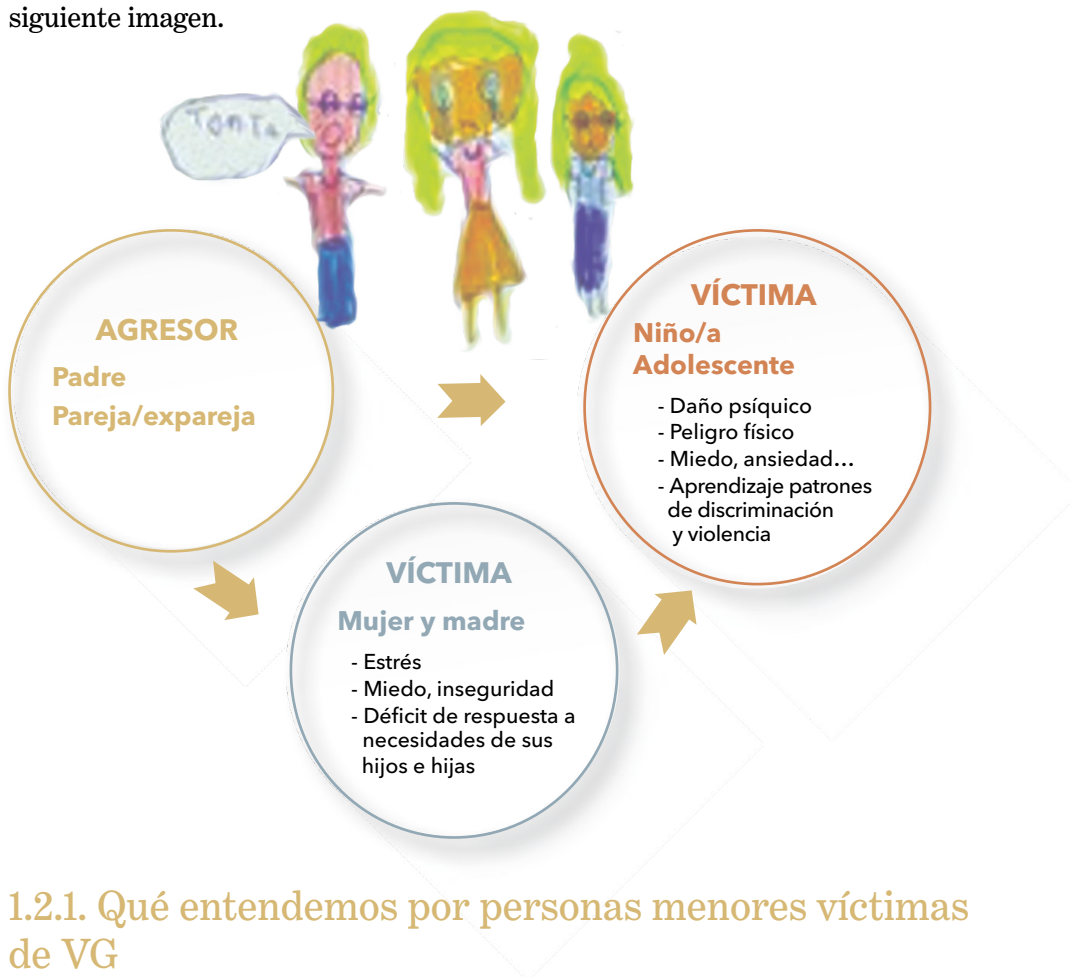 siguiente imagen.
Tonta
AGRESOR
Padre
Pareja/expareja
VÍCTIMA
Niño/a
Adolescente
- Daño psíquico
- Peligro físico
- Miedo, ansiedad...
- Aprendizaje patrones
de discriminación
y violencia
VÍCTIMA
Mujer y madre
- Estrés
- Miedo, inseguridad
- Déficit de respuesta a
necesidades de sus
hijos e hijas
1.2.1. Qué entendemos por personas menores víctimas
de VG